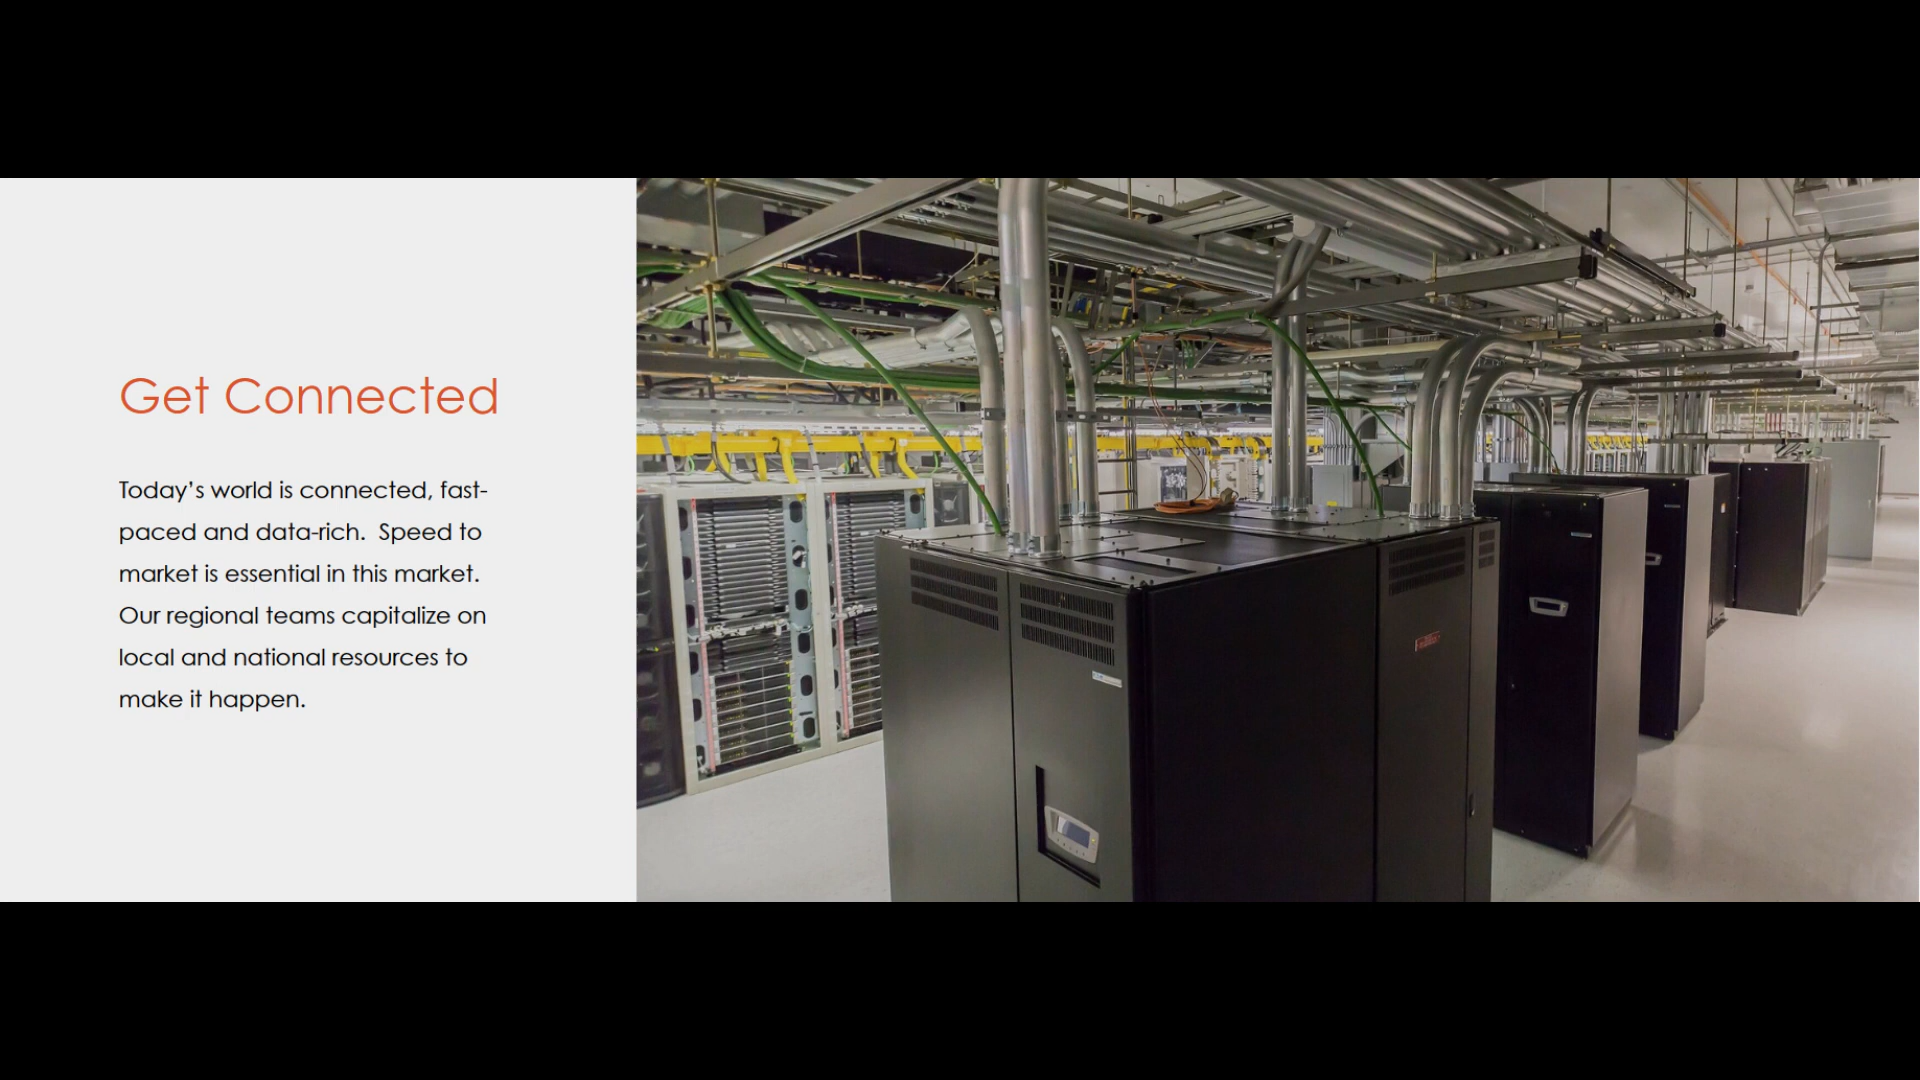 Get Connected
Today’s world is connected, fast-
paced and data-rich.  Speed to
market is essential in this market.
Our regional teams capitalize on
local and national resources to
make it happen.